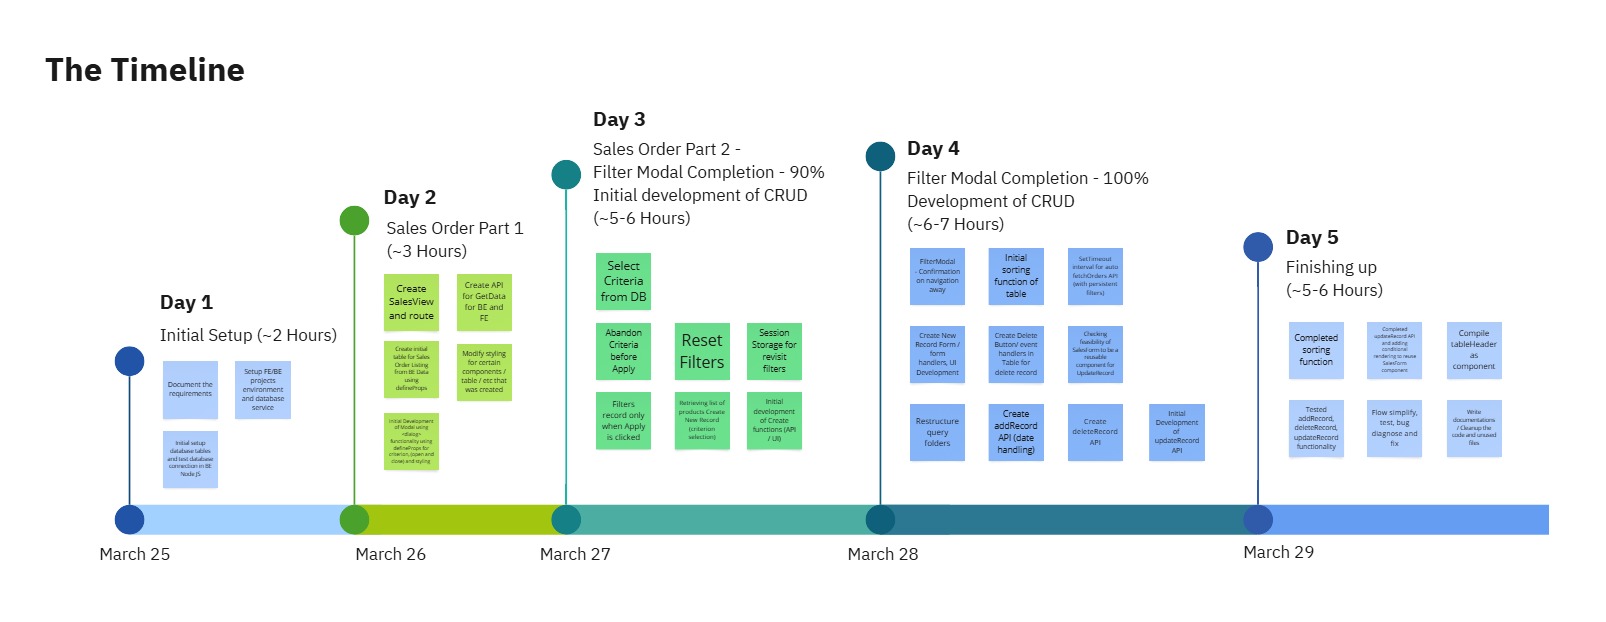 The Timeline
Day 1
Initial Setup (~2 Hours)
Document the
requirements
Setup FE/BE
projects
environment
and database
service
Initial setup
database tables
and test database
connection in BE
Node JS
March 25
Day 2
Sales Order Part 1
(~3 Hours)
Create
SalesView
and route
Create API
for GetData
for BE and
FE
Create initial
table for Sales
Order Listing
from BE Data
using
defineProps
Modify styling
for certain
components /
table / etc that
was created
Initial Development
of Modal using
<dialog>
functionality using
defineProps for
criterion, (open and
close) and styling
March 26
Day 3
Sales Order Part 2 -
Filter Modal Completion - 90%
Initial development of CRUD
(~5-6 Hours)
Select
Criteria
from DB
Abandon
Criteria
before
Apply
Reset
Filters
Session
Storage for
revisit
filters
Filters
record only
when Apply
is clicked
Retrieving list of
products Create
New Record
(criterion
selection)
Initial
development
of Create
functions (API
/ UI)
March 27
Day 4
Filter Modal Completion - 100%
Development of CRUD
(~6-7 Hours)
FilterModal
- Confirmation
on navigation
away
Initial
sorting
function of
table
SetTimeout
interval for auto
fetchOrders API
(with persistent
filters)
Create New
Record Form /
form
handlers, UI
Development
Create Delete
Button/ event
handlers in
Table for
delete record
Checking
feasibility of
SalesForm to be a
reusable
component for
UpdateRecord
Restructure
query
folders
Create
addRecord
API (date
handling)
Create
deleteRecord
API
Initial
Development
of
updateRecord
API
March 28
Day 5
Finishing up
(~5-6 Hours)
Completed
sorting
function
Completed
updateRecord API
and adding
conditional
rendering to reuse
SalesForm
component
Compile
tableHeader
as
component
Tested
addRecord,
deleteRecord,
updateRecord
functionality
Flow simplify,
test, bug
diagnose and
fix
Write
documentations
/ Cleanup the
code and unused
files
March 29